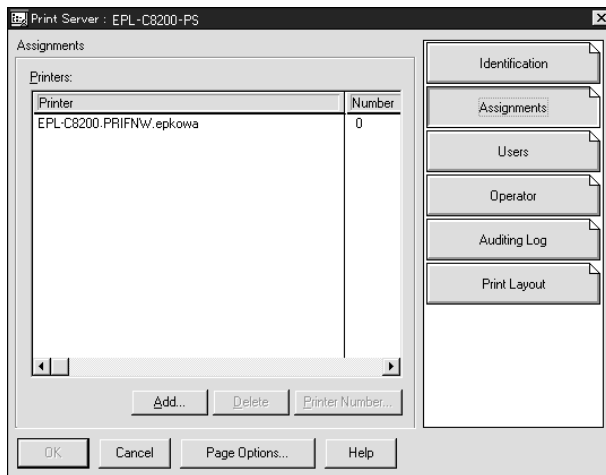 Print Server : EPL-C8200-PS
Assignments
Printers:
Printer Number
EPL-C8200.PRIFNW.epkowa 0
Add... Delete Printer Number...
OK Cancel Page Options... Help
Identification
Assignments
Users
Operator
Auditing Log
Print Layout